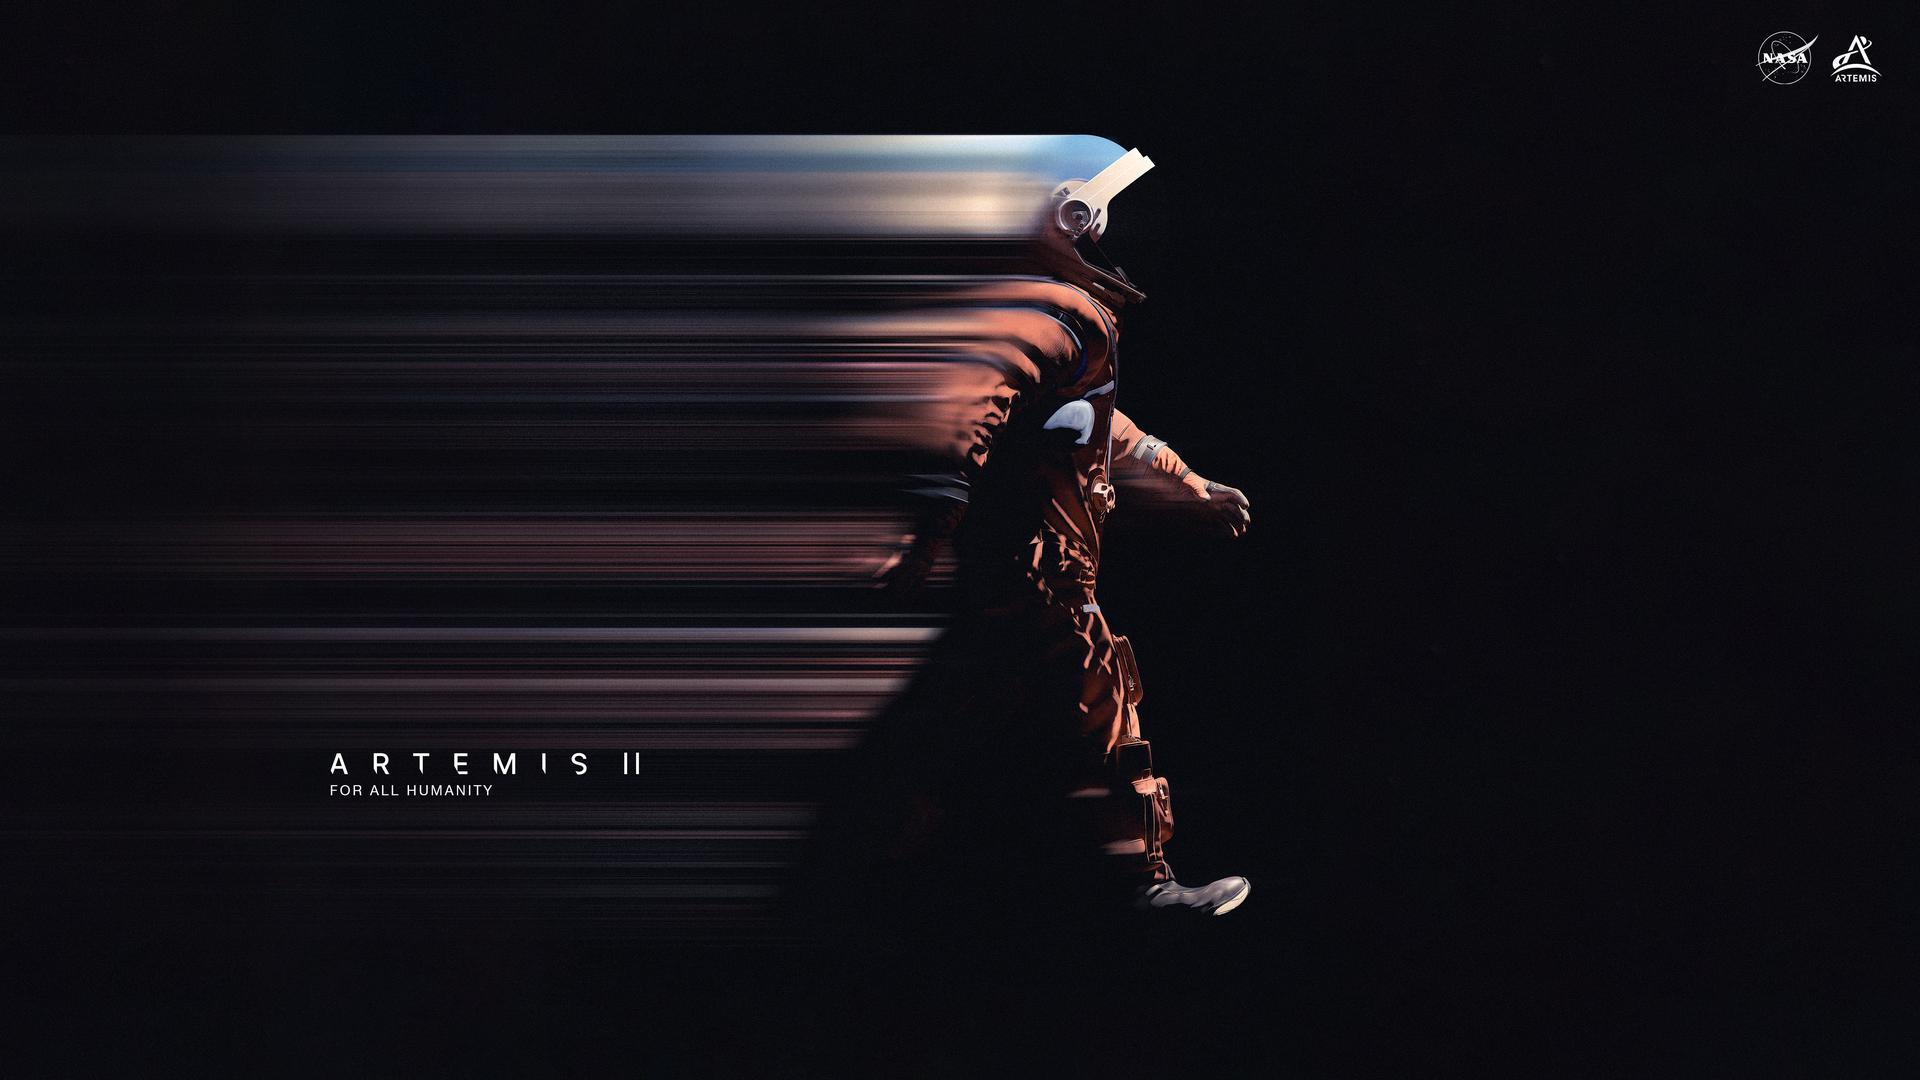 NASA
ARTEMIS
ARTEMIS II
FOR ALL HUMANITY